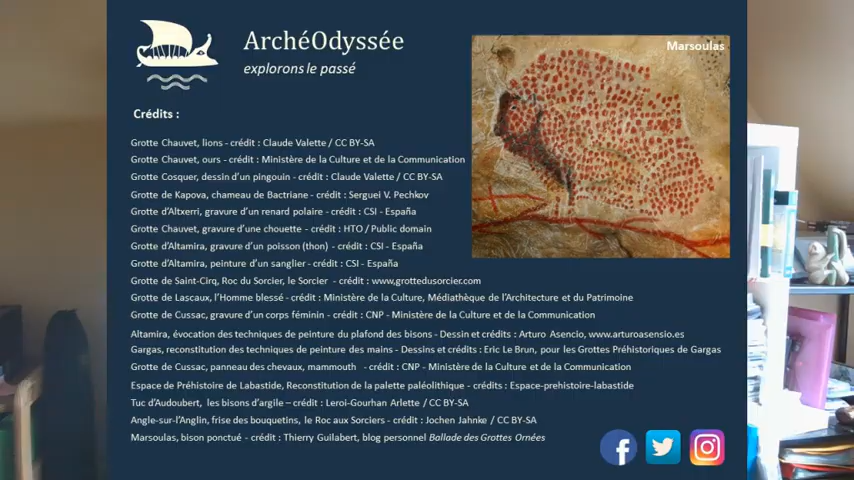 ArchéOdyssée
explorons le passé
Marsoulas
Crédits :
Grotte Chauvet, lions - crédit : Claude Valette / CC BY-SA
Grotte Chauvet, ours - crédit : Ministère de la Culture et de la Communication
Grotte Cosquer, dessin d'un pingouin - crédit : Claude Valette / CC BY-SA
Grotte de Kapova, chameau de Bactriane - crédit : Serguei V. Pechkov
Grotte d'Altxerri, gravure d'un renard polaire - crédit : CSI - España
Grotte Chauvet, gravure d'une chouette - crédit : HTO / Public domain
Grotte d'Altamira, gravure d'un poisson (thon) - crédit : CSI - España
Grotte d'Altamira, peinture d'un sanglier - crédit : CSI - España
Grotte de Saint-Cirq, Roc du Sorcier, le Sorcier - crédit : www.grottedusorcier.com
Grotte de Lascaux, l'Homme blessé - crédit : Ministère de la Culture, Médiathèque de l'Architecture et du Patrimoine
Grotte de Cussac, gravure d'un corps féminin - crédit : CNP - Ministère de la Culture et de la Communication
Altamira, évocation des techniques de peinture du plafond des bisons - Dessin et crédits : Arturo Asencio, www.arturoasensio.es
Gargas, reconstitution des techniques de peinture des mains - Dessins et crédits : Eric Le Brun, pour les Grottes Préhistoriques de Gargas
Grotte de Cussac, panneau des chevaux, mammouth - crédit : CNP - Ministère de la Culture et de la Communication
Espace de Préhistoire de Labastide, Reconstitution de la palette paléolithique - crédits : Espace-prehistoire-labastide
Tuc d'Audoubert, les bisons d'argile – crédit : Leroi-Gourhan Arlette / CC BY-SA
Angle-sur-l'Anglin, frise des bouquetins, le Roc aux Sorciers - crédit : Jochen Jahnke / CC BY-SA
Marsoulas, bison ponctué - crédit : Thierry Guilabert, blog personnel Ballade des Grottes Ornées